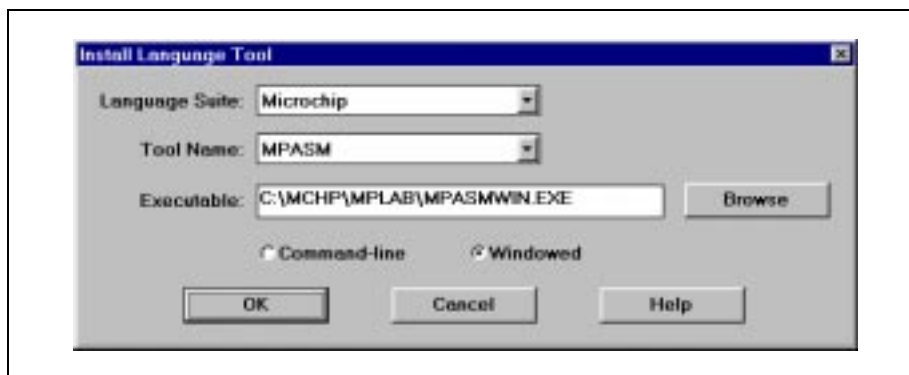 Install Language Tool
Language Suite: Microchip
Tool Name: MPASM
Executable: C:\MCHP\MPLAB\MPASMWIN.EXE Browse
Command-line Windowed
OK Cancel Help